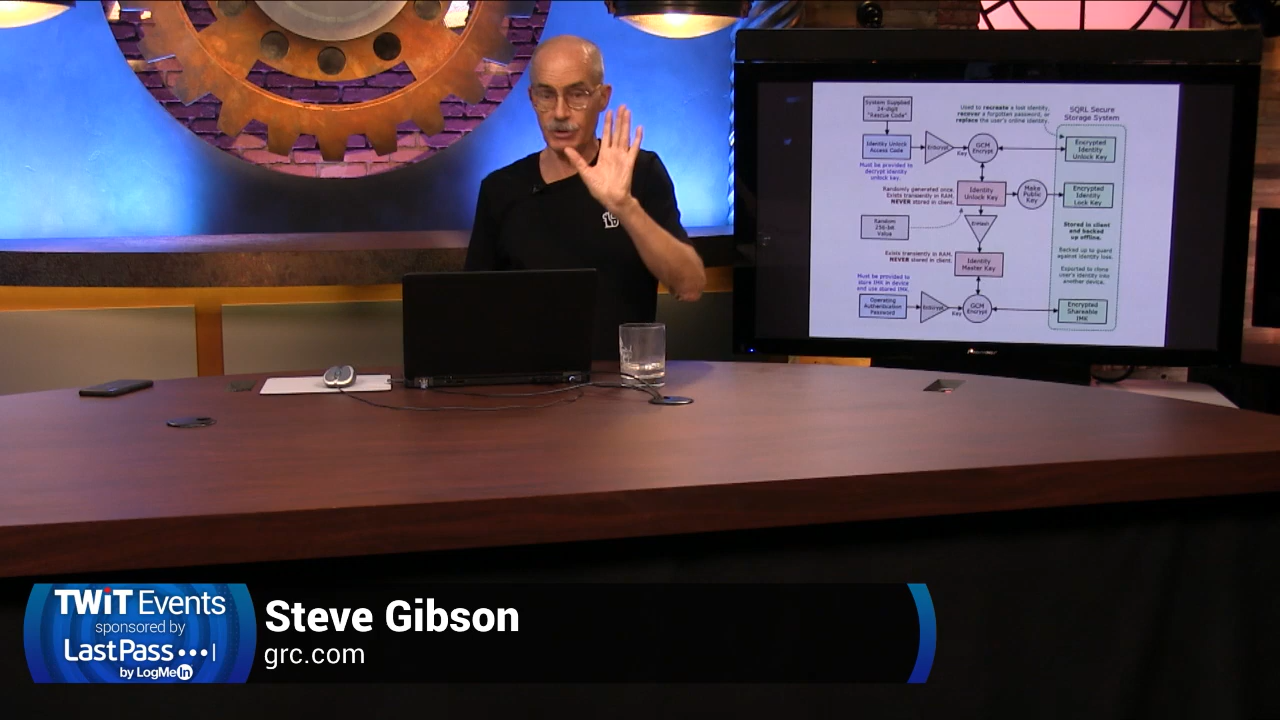 System Supplied
24-digit
"Rescue Code"
Used to recreate a lost identity,
recover a forgotten password, or
replace the user's online identity.
SQRL Secure
Storage System
Identity Unlock
Access Code
EnScrypt
Key
GCM
Encrypt
Encrypted
Identity
Unlock Key
Must be provided to
decrypt identity
unlock key.
Randomly generated once.
Exists transiently in RAM.
NEVER stored in client.
Identity
Unlock Key
Make
Public
Key
Encrypted
Identity
Lock Key
Random
256-bit
Value
EnHash
Stored in client
and backed
up offline.
Backed up to guard
against identity loss.
Exported to clone
user's identity into
another device.
Exists transiently in RAM.
NEVER stored in client.
Identity
Master Key
Must be provided to
store IMK in device
and use stored IMK.
Operating
Authentication
Password
EnScrypt
Key
GCM
Encrypt
Encrypted
Shareable
IMK
TWiT Events
sponsored by
LastPass
by LogMeIn
Steve Gibson
grc.com